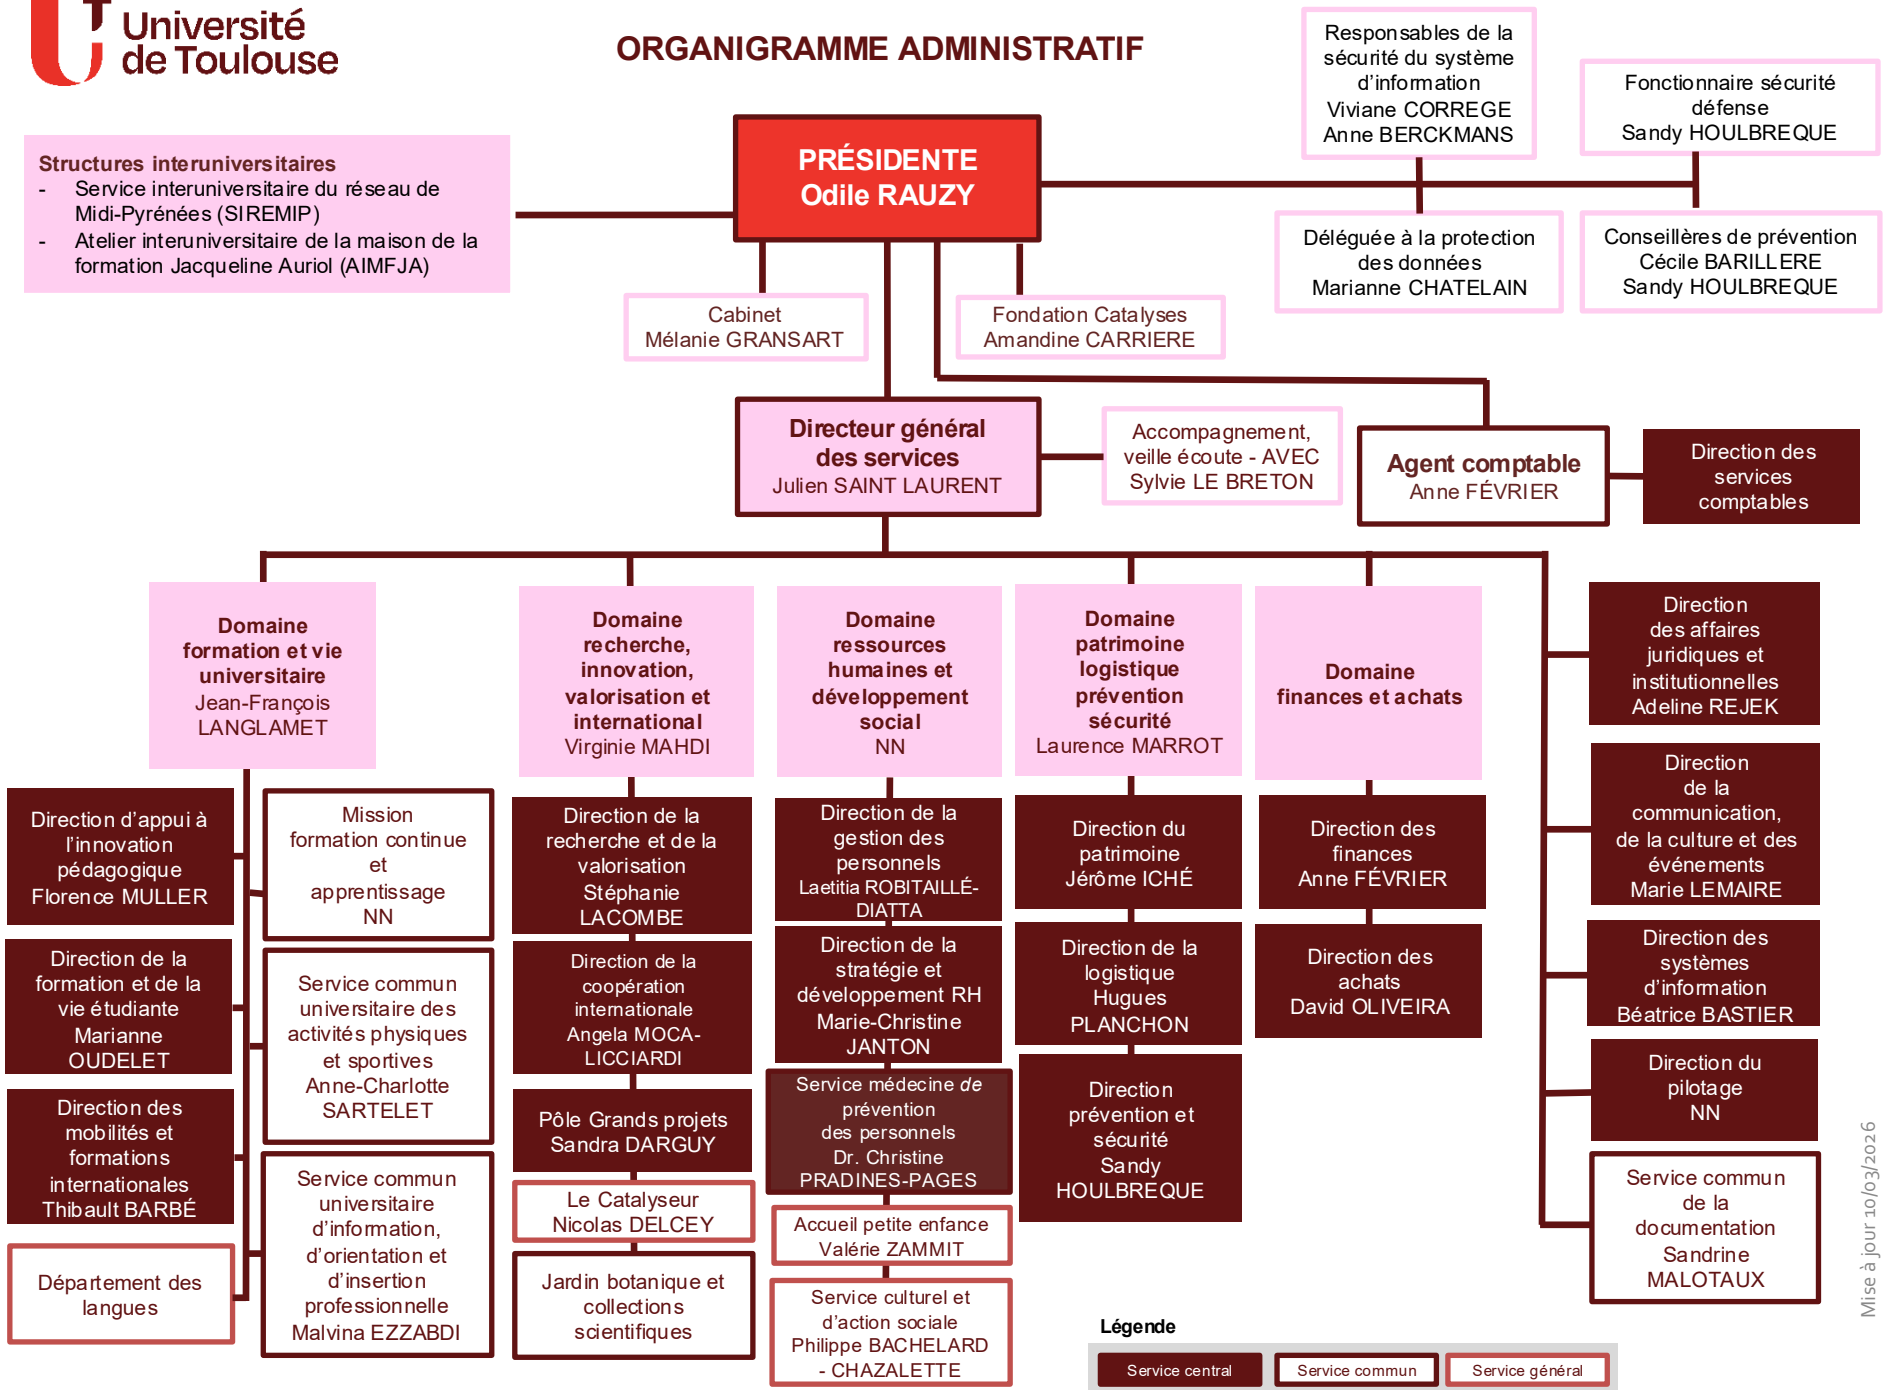 Université
de Toulouse
ORGANIGRAMME ADMINISTRATIF
Responsables de la
sécurité du système
d’information
Viviane CORREGE
Anne BERCKMANS
Fonctionnaire sécurité
défense
Sandy HOULBREQUE
Structures interuniversitaires
- Service interuniversitaire du réseau de
Midi-Pyrénées (SIREMIP)
- Atelier interuniversitaire de la maison de la
formation Jacqueline Auriol (AIMFJA)
PRÉSIDENTE
Odile RAUZY
Déléguée à la protection
des données
Marianne CHATELAIN
Conseillères de prévention
Cécile BARILLERE
Sandy HOULBREQUE
Cabinet
Mélanie GRANSART
Fondation Catalyses
Amandine CARRIERE
Directeur général
des services
Julien SAINT LAURENT
Accompagnement,
veille écoute - AVEC
Sylvie LE BRETON
Agent comptable
Anne FÉVRIER
Direction des
services
comptables
Domaine
formation et vie
universitaire
Jean-François
LANGLAMET
Direction d’appui à
l’innovation
pédagogique
Florence MULLER
Direction de la
formation et de la
vie étudiante
Marianne
OUDELET
Direction des
mobilités et
formations
internationales
Thibault BARBÉ
Département des
langues
Mission
formation continue
et
apprentissage
NN
Service commun
universitaire des
activités physiques
et sportives
Anne-Charlotte
SARTELET
Service commun
universitaire
d’information,
d’orientation et
d’insertion
professionnelle
Malvina EZZABDI
Domaine
recherche,
innovation,
valorisation et
international
Virginie MAHDI
Direction de la
recherche et de la
valorisation
Stéphanie
LACOMBE
Direction de la
coopération
internationale
Angela MOCA-
LICCIARDI
Pôle Grands projets
Sandra DARGUY
Le Catalyseur
Nicolas DELCEY
Jardin botanique et
collections
scientifiques
Domaine
ressources
humaines et
développement
social
NN
Direction de la
gestion des
personnels
Laetitia ROBITAILLÉ-
DIATTA
Direction de la
stratégie et
développement RH
Marie-Christine
JANTON
Service médecine de
prévention
des personnels
Dr. Christine
PRADINES-PAGES
Accueil petite enfance
Valérie ZAMMIT
Service culturel et
d’action sociale
Philippe BACHELARD
- CHAZALETTE
Domaine
patrimoine
logistique
prévention
sécurité
Laurence MARROT
Direction du
patrimoine
Jérôme ICHÉ
Direction de la
logistique
Hugues
PLANCHON
Direction
prévention et
sécurité
Sandy
HOULBREQUE
Domaine
finances et achats
Direction des
finances
Anne FÉVRIER
Direction des
achats
David OLIVEIRA
Direction
des affaires
juridiques et
institutionnelles
Adeline REJEK
Direction
de la
communication,
de la culture et des
événements
Marie LEMAIRE
Direction des
systèmes
d’information
Béatrice BASTIER
Direction du
pilotage
NN
Service commun
de la
documentation
Sandrine
MALOTAUX
Mise à jour 10/03/2026
Légende
Service central
Service commun
Service général